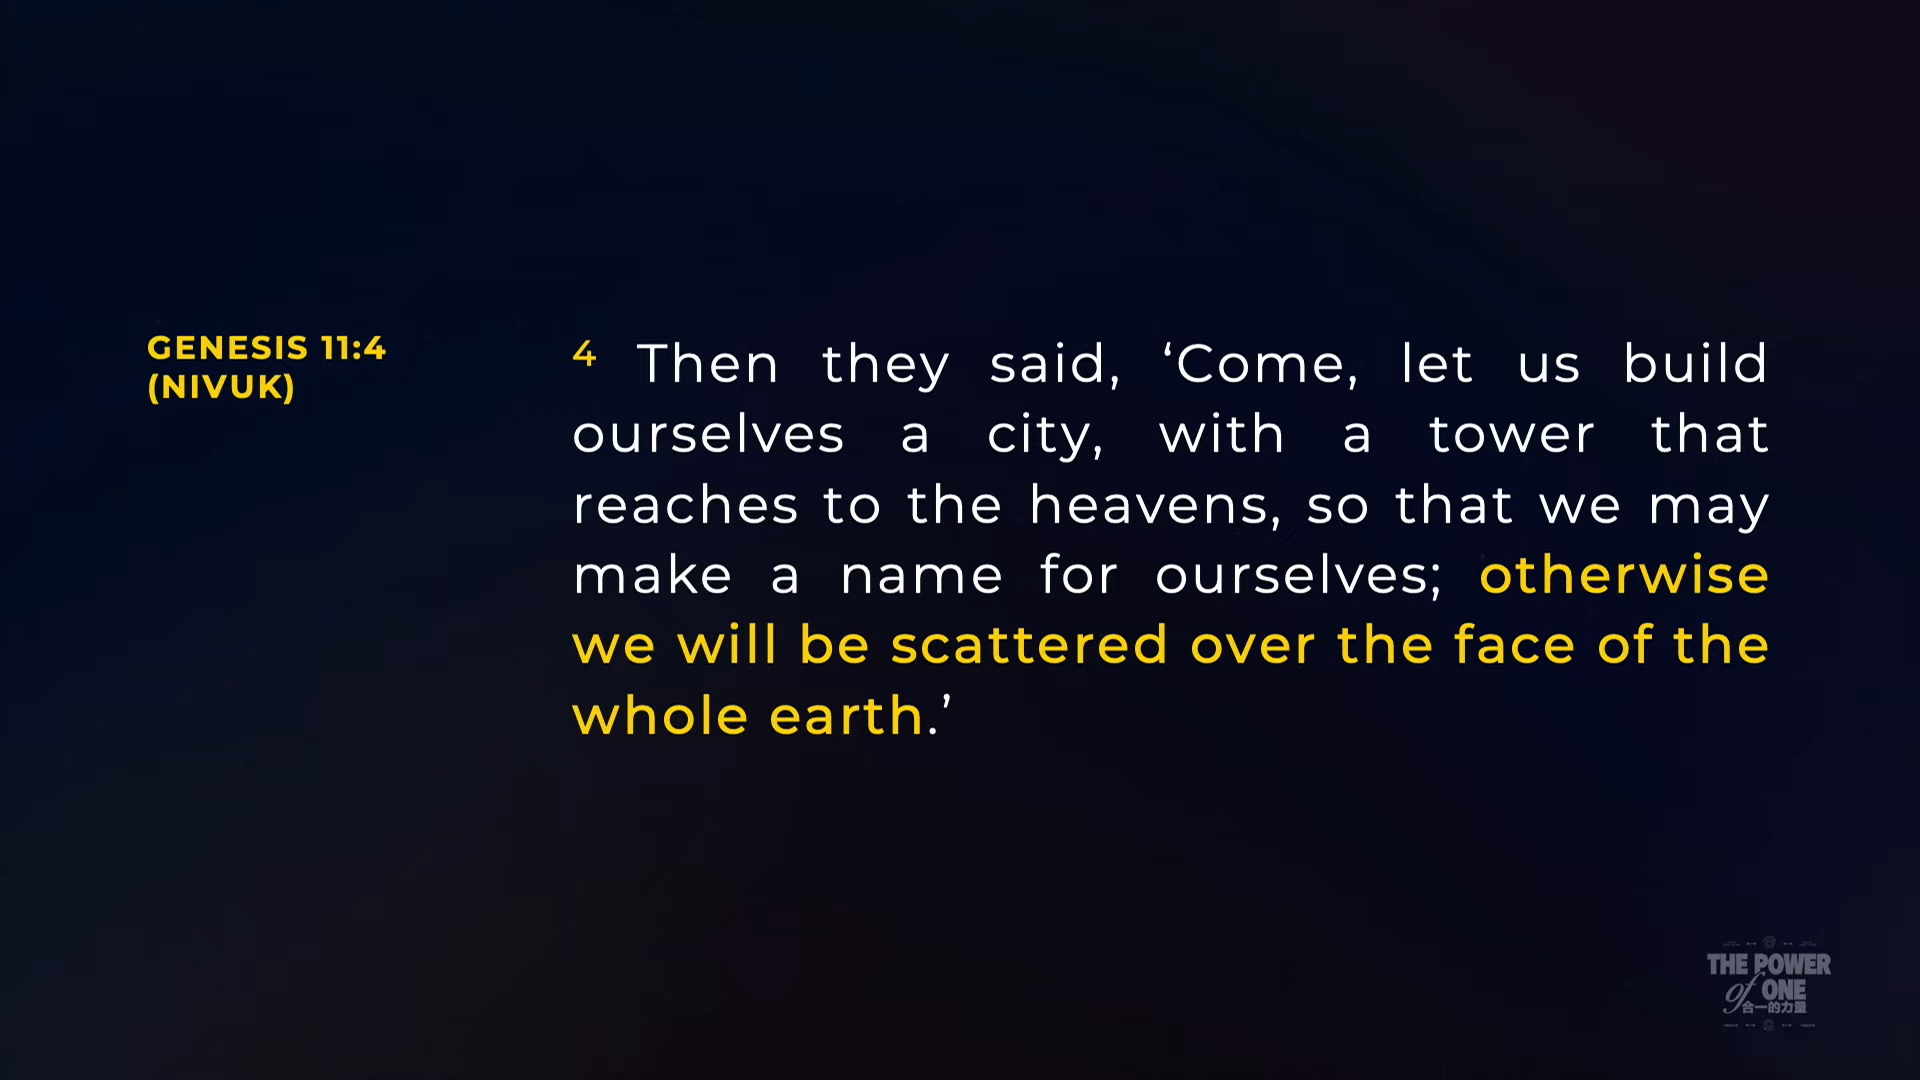 GENESIS 11:4
(NIVUK)
4 Then they said, ‘Come, let us build
ourselves a city, with a tower that
reaches to the heavens, so that we may
make a name for ourselves; otherwise
we will be scattered over the face of the
whole earth.’
THE POWER
of ONE
合一的力量